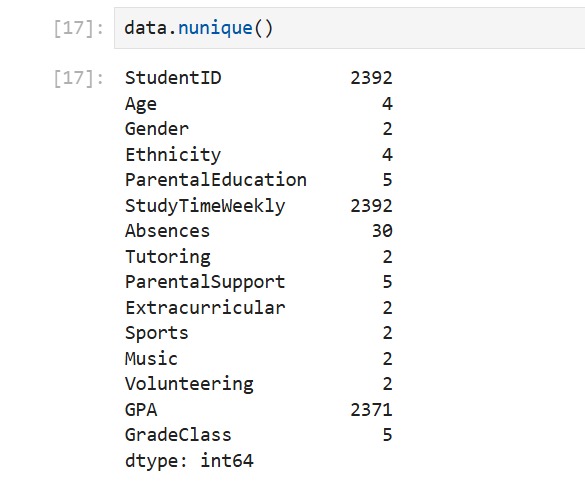 [17]: data.nunique()
[17]: StudentID 2392
Age 4
Gender 2
Ethnicity 4
ParentalEducation 5
StudyTimeWeekly 2392
Absences 30
Tutoring 2
ParentalSupport 5
Extracurricular 2
Sports 2
Music 2
Volunteering 2
GPA 2371
GradeClass 5
dtype: int64